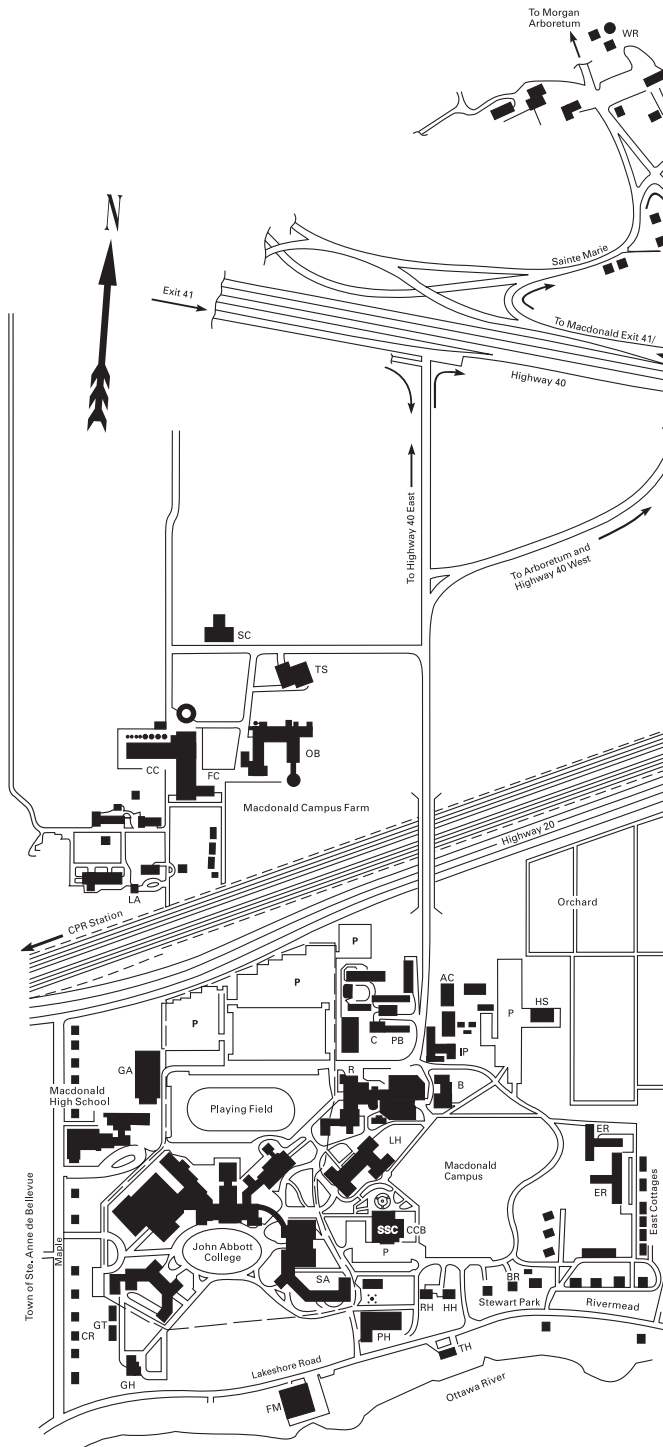 To Morgan
Arboretum
WR
N
Sainte Marie
Exit 41
To Macdonald Exit 41/
Highway 40
To Highway 40 East
To Arboretum and
Highway 40 West
SC
TS
OB
CC
FC
Macdonald Campus Farm
Highway 20
LA
Orchard
CPR Station
P
P
AC
P
HS
P
C
PB
IP
GA
R
B
Macdonald
High School
Playing Field
LH
ER
Macdonald
Campus
ER
East Cottages
SSC
CCB
P
Town of Ste. Anne de Bellevue
Maple
John Abbott
College
SA
BR
RH
HH
Stewart Park
Rivermead
GT
CR
PH
TH
Lakeshore Road
GH
Ottawa River
FM